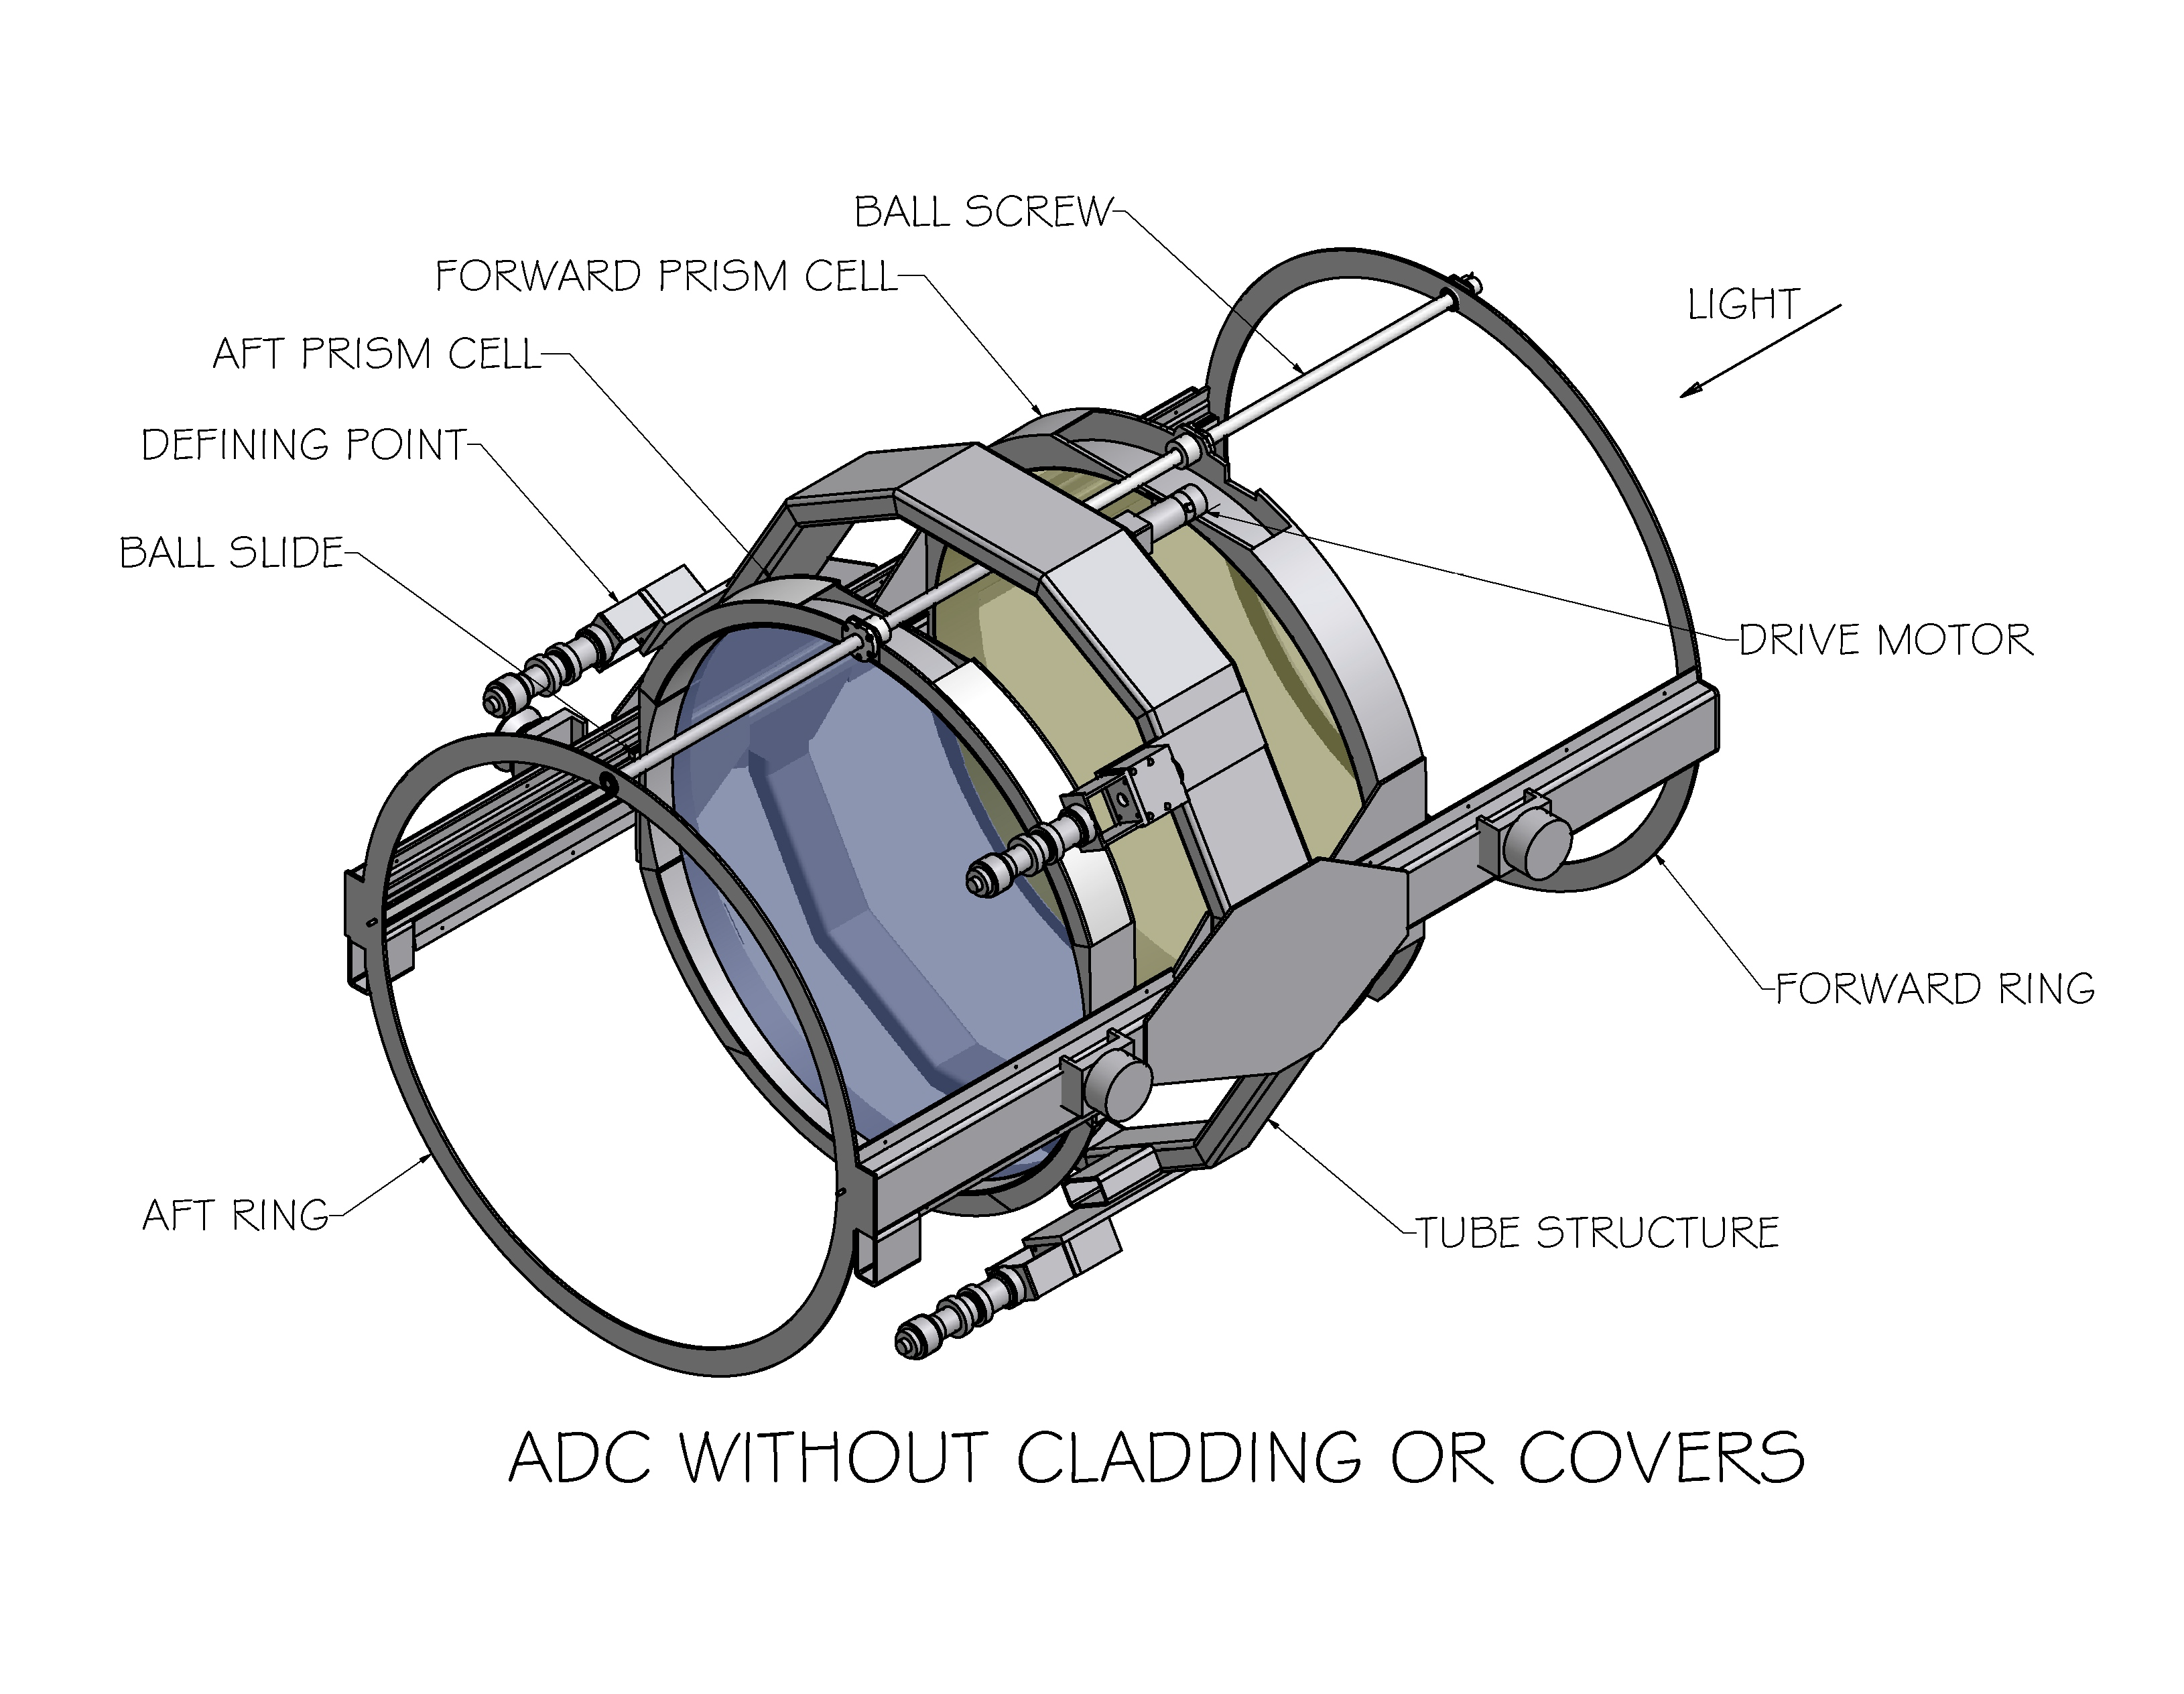 BALL SCREW
FORWARD PRISM CELL
LIGHT
AFT PRISM CELL
DEFINING POINT
BALL SLIDE
DRIVE MOTOR
FORWARD RING
AFT RING
TUBE STRUCTURE
ADC WITHOUT CLADDING OR COVERS